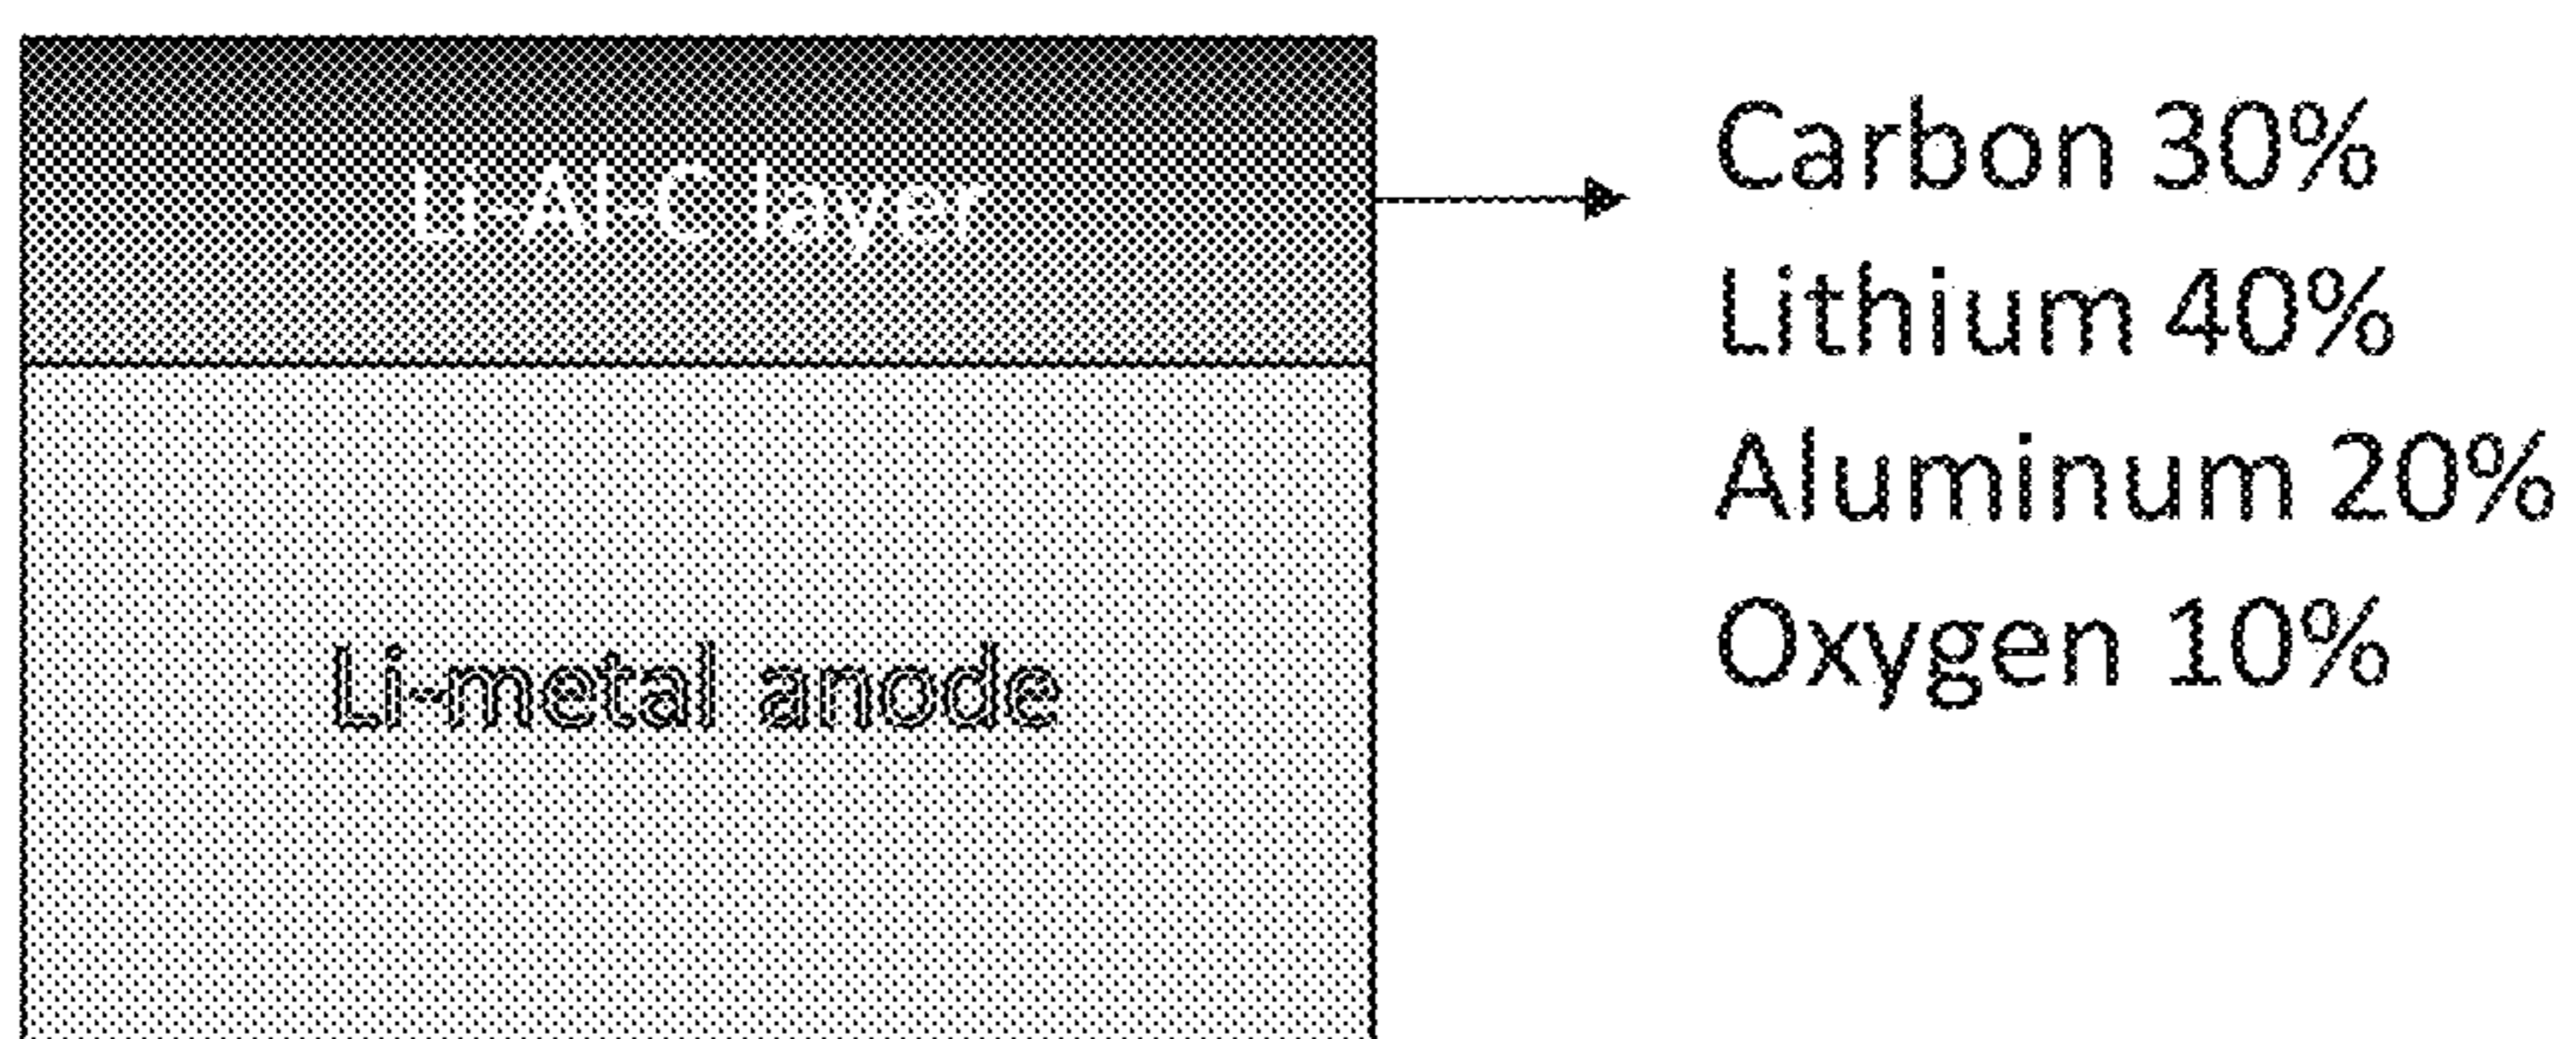 Li-Al-C layer
Carbon 30%
Lithium 40%
Aluminum 20%
Oxygen 10%
Li-metal anode